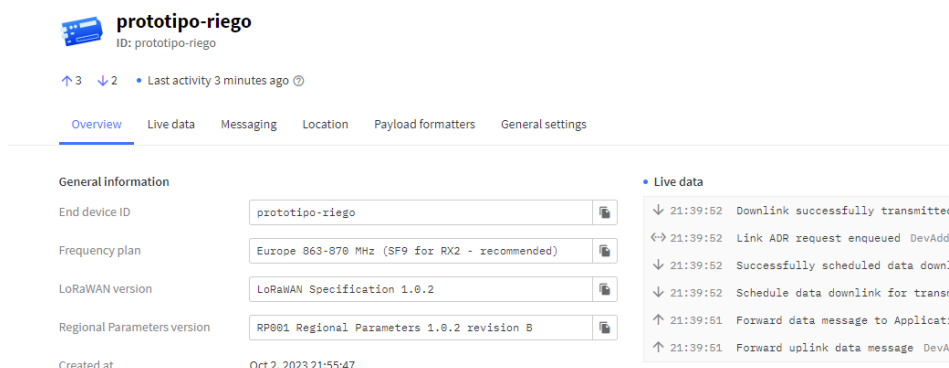 prototipo-riego
ID: prototipo-riego
3 2 • Last activity 3 minutes ago
Overview Live data Messaging Location Payload formatters General settings
General information
End device ID prototipo-riego
Frequency plan Europe 863-870 MHz (SF9 for RX2 - recommended)
LoRaWAN version LoRaWAN Specification 1.0.2
Regional Parameters version RP001 Regional Parameters 1.0.2 revision B
Created at Oct 2, 2023 21:55:47
• Live data
↓ 21:39:52 Downlink successfully transmitted
21:39:52 Link ADR request enqueued DevAdd
↓ 21:39:52 Successfully scheduled data downl
↓ 21:39:52 Schedule data downlink for transm
↑ 21:39:51 Forward data message to Applicati
↑ 21:39:51 Forward uplink data message DevA